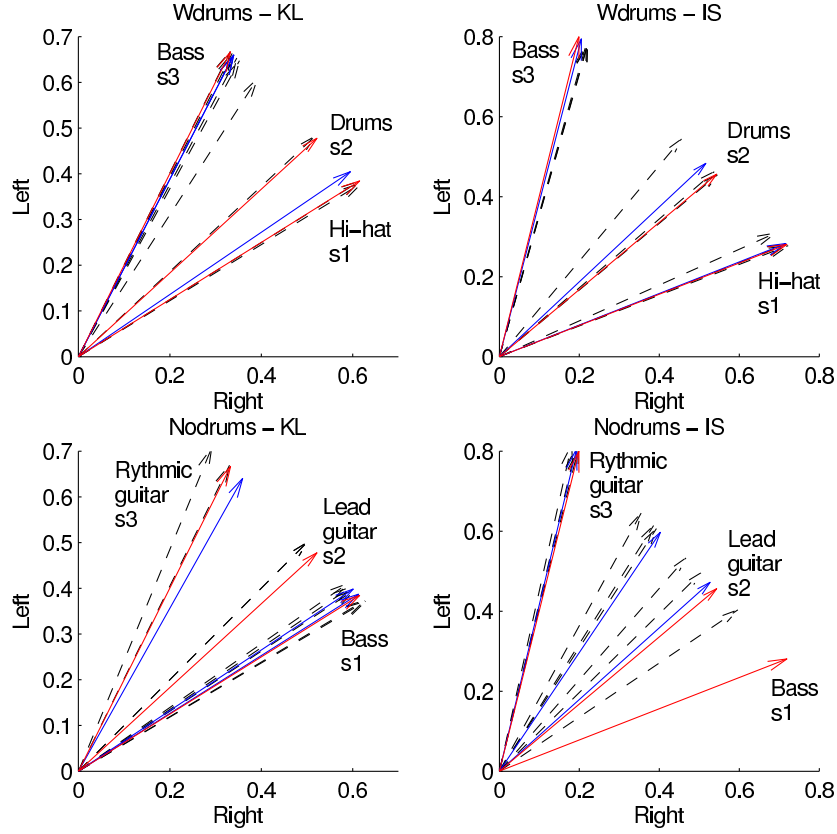 Wdrums – KL
0.7
0.6
0.5
0.4
0.3
0.2
0.1
0
0
0.2
0.4
0.6
Left
Right
Bass
s3
Drums
s2
Hi–hat
s1
Wdrums – IS
0.8
0.6
0.4
0.2
0
0
0.2
0.4
0.6
0.8
Left
Right
Bass
s3
Drums
s2
Hi–hat
s1
Nodrums – KL
0.7
0.6
0.5
0.4
0.3
0.2
0.1
0
0
0.2
0.4
0.6
Left
Right
Rythmic
guitar
s3
Lead
guitar
s2
Bass
s1
Nodrums – IS
0.8
0.6
0.4
0.2
0
0
0.2
0.4
0.6
0.8
Left
Right
Rythmic
guitar
s3
Lead
guitar
s2
Bass
s1